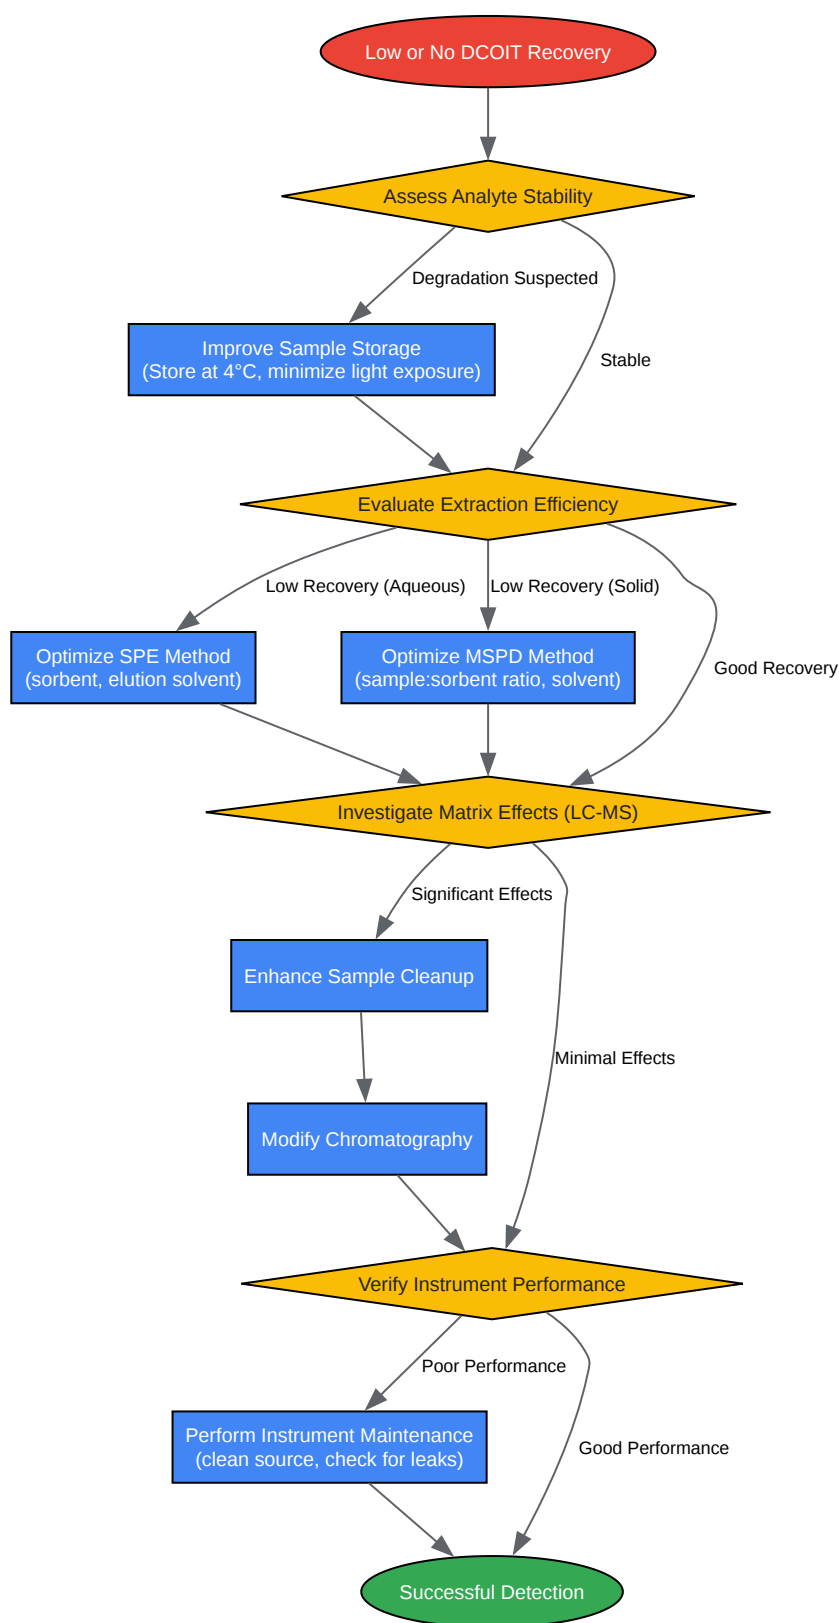 Low or No DCOIT Recovery
Assess Analyte Stability
Degradation Suspected
Improve Sample Storage
(Store at 4°C, minimize light exposure)
Stable
Evaluate Extraction Efficiency
Low Recovery (Aqueous)
Low Recovery (Solid)
Optimize SPE Method
(sorbent, elution solvent)
Optimize MSPD Method
(sample:sorbent ratio, solvent)
Good Recovery
Investigate Matrix Effects (LC-MS)
Significant Effects
Enhance Sample Cleanup
Minimal Effects
Modify Chromatography
Verify Instrument Performance
Poor Performance
Perform Instrument Maintenance
(clean source, check for leaks)
Good Performance
Successful Detection